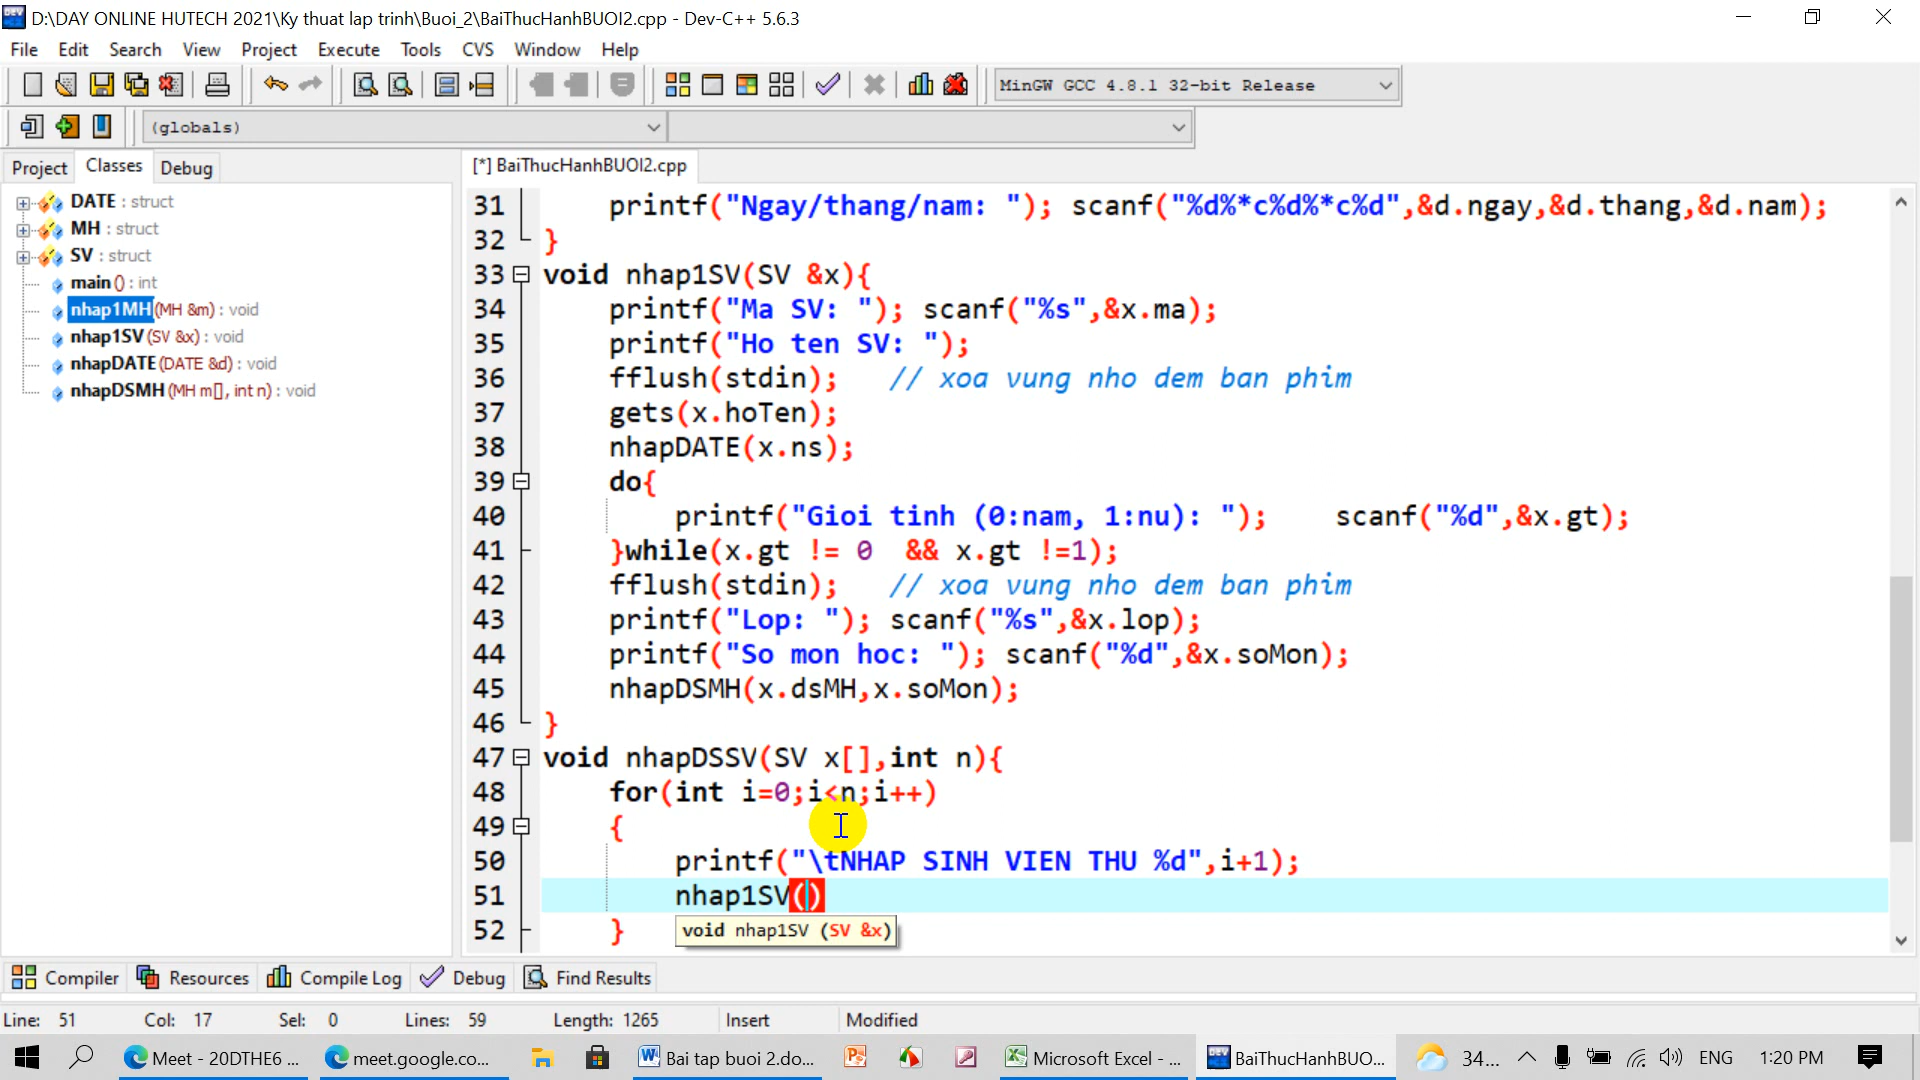 D:\DAY ONLINE HUTECH 2021\Ky thuat lap trinh\Buoi_2\BaiThucHanhBUOI2.cpp - Dev-C++ 5.6.3
File Edit Search View Project Execute Tools CVS Window Help
MinGW GCC 4.8.1 32-bit Release
(globals)
Project Classes Debug
[*] BaiThucHanhBUOI2.cpp
DATE : struct
MH : struct
SV : struct
main () : int
nhap1MH (MH &m) : void
nhap1SV (SV &x) : void
nhapDATE (DATE &d) : void
nhapDSMH (MH m[], int n) : void
31 printf("Ngay/thang/nam: "); scanf("%d%*c%d%*c%d",&d.ngay,&d.thang,&d.nam);
32 }
33 void nhap1SV(SV &x){
34 printf("Ma SV: "); scanf("%s",&x.ma);
35 printf("Ho ten SV: ");
36 fflush(stdin); // xoa vung nho dem ban phim
37 gets(x.hoTen);
38 nhapDATE(x.ns);
39 do{
40 printf("Gioi tinh (0:nam, 1:nu): "); scanf("%d",&x.gt);
41 }while(x.gt != 0 && x.gt !=1);
42 fflush(stdin); // xoa vung nho dem ban phim
43 printf("Lop: "); scanf("%s",&x.lop);
44 printf("So mon hoc: "); scanf("%d",&x.soMon);
45 nhapDSMH(x.dsMH,x.soMon);
46 }
47 void nhapDSSV(SV x[],int n){
48 for(int i=0;i<n;i++)
49 {
50 printf("\tNHAP SINH VIEN THU %d",i+1);
51 nhap1SV()
52 }
void nhap1SV (SV &x)
Compiler Resources Compile Log Debug Find Results
Line: 51 Col: 17 Sel: 0 Lines: 59 Length: 1265 Insert Modified
Meet - 20DTHE6 ... meet.google.co... Bai tap buoi 2.do... Microsoft Excel - ... BaiThucHanhBUO... 34... ENG 1:20 PM